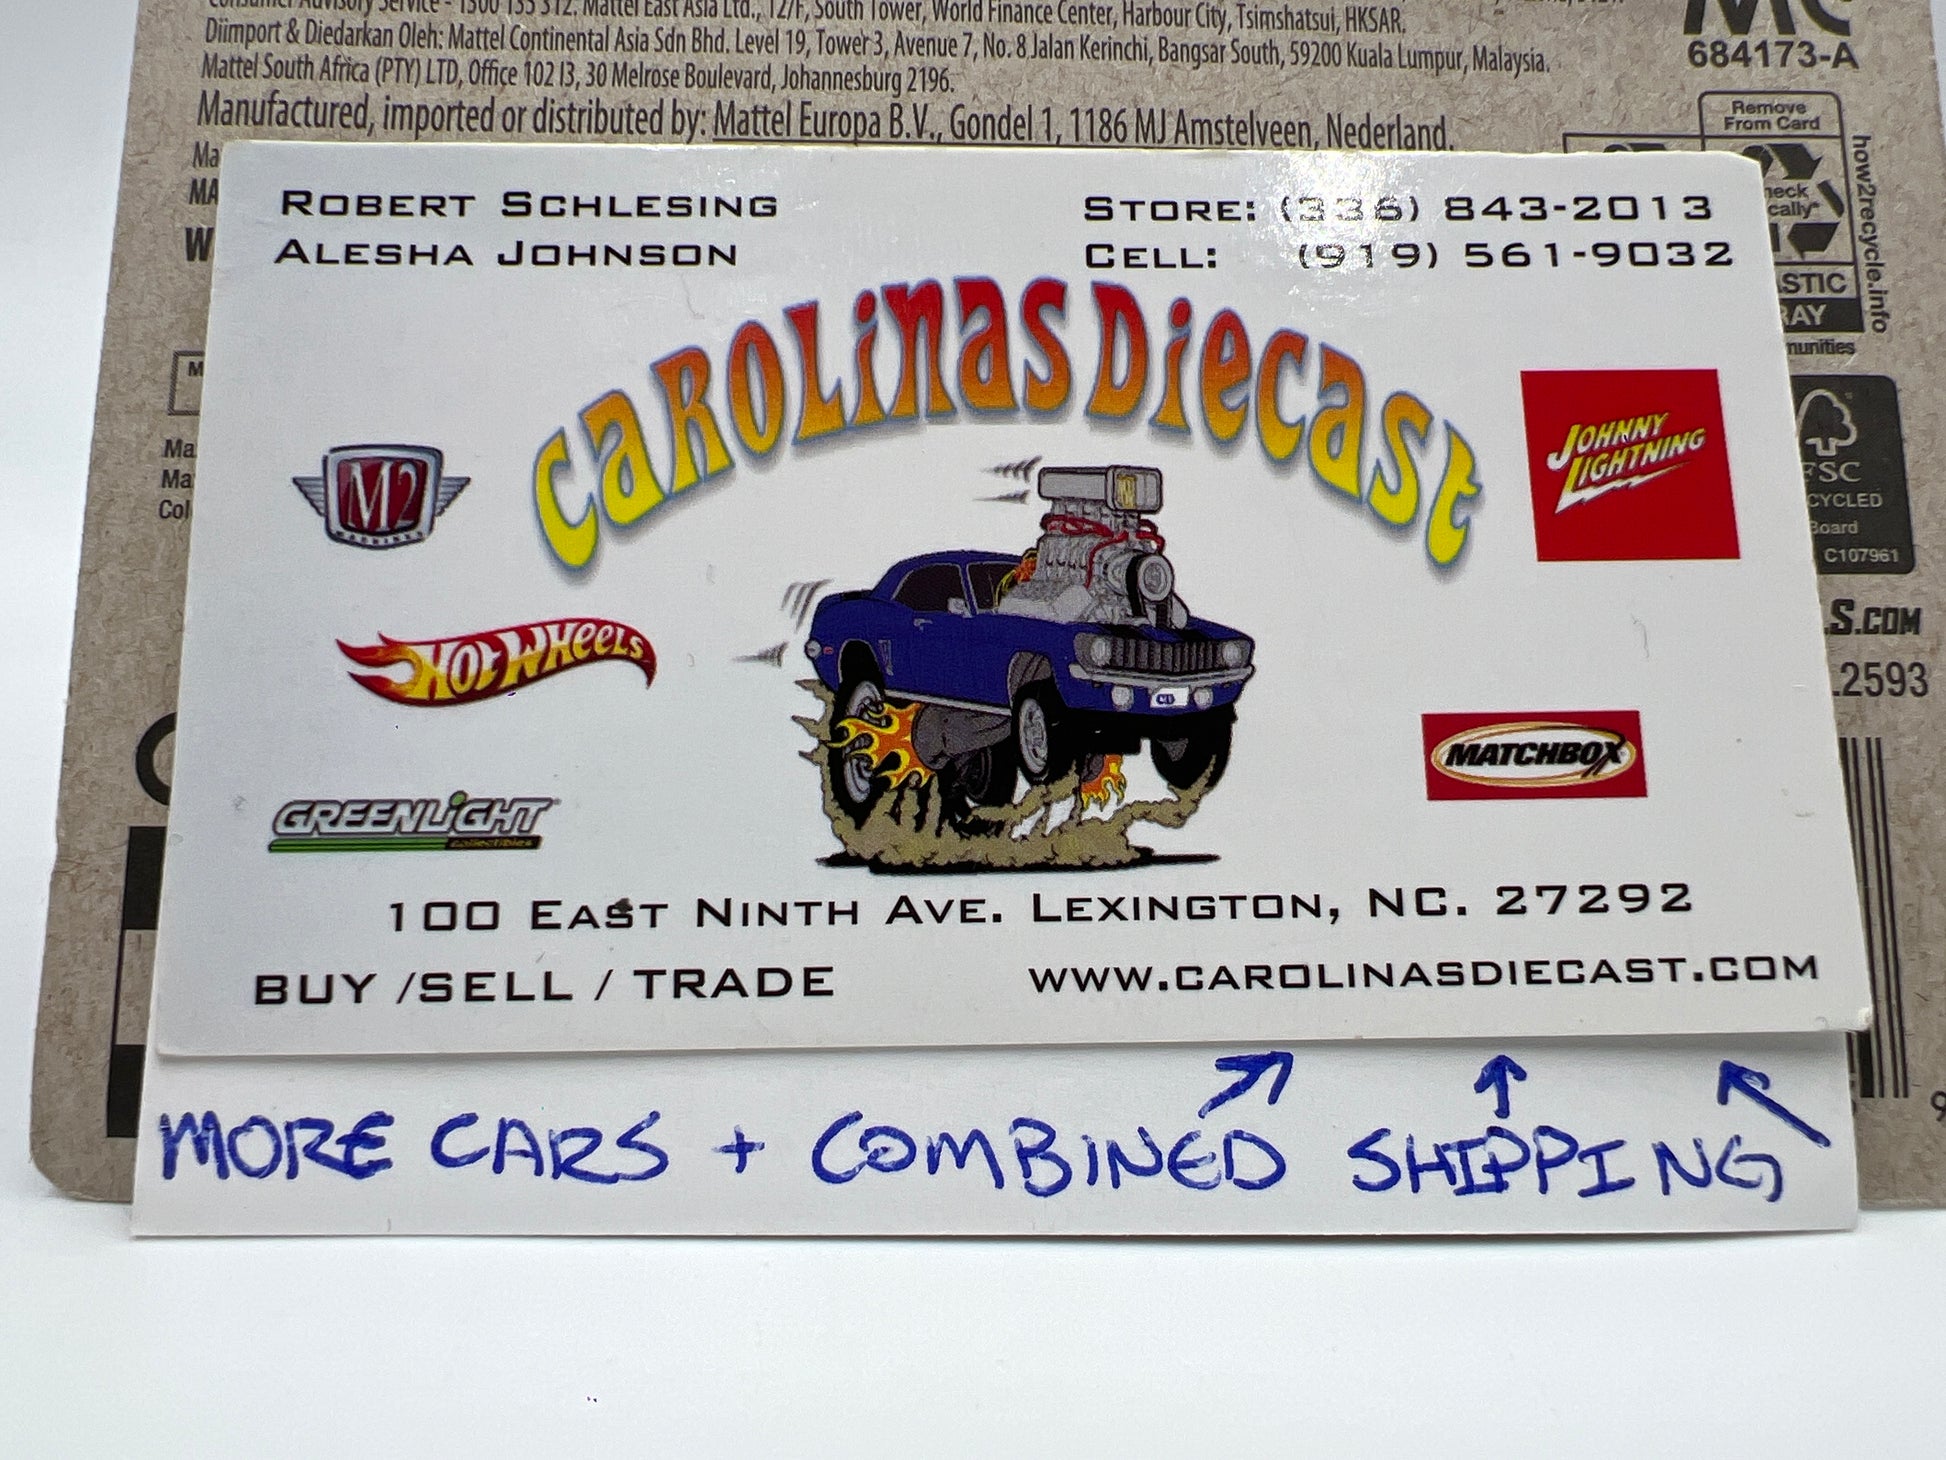 Consumer Advisory Service - 1300 135 312. Mattel East Asia Ltd., 12/F, South Tower, World Finance Center, Harbour City, Tsimshatsui, HKSAR.
Diimport & Diedarkan Oleh: Mattel Continental Asia Sdn Bhd. Level 19, Tower 3, Avenue 7, No. 8 Jalan Kerinchi, Bangsar South, 59200 Kuala Lumpur, Malaysia.
Mattel South Africa (PTY) LTD, Office 102 I3, 30 Melrose Boulevard, Johannesburg 2196.
Manufactured, imported or distributed by: Mattel Europa B.V., Gondel 1, 1186 MJ Amstelveen, Nederland.
684173-A
Remove
From Card
how2recycle.info
FSC
C107961
S.COM
.2593
ROBERT SCHLESING
ALESHA JOHNSON
STORE: (336) 843-2013
CELL: (919) 561-9032
CAROLINAS DIECAST
M2
MACHINES
JOHNNY
LIGHTNING
HOT WHEELS
MATCHBOX
CD
GREENLIGHT
collectibles
100 EAST NINTH AVE. LEXINGTON, NC. 27292
BUY /SELL / TRADE
WWW.CAROLINASDIECAST.COM
MORE CARS + COMBINED SHIPPING